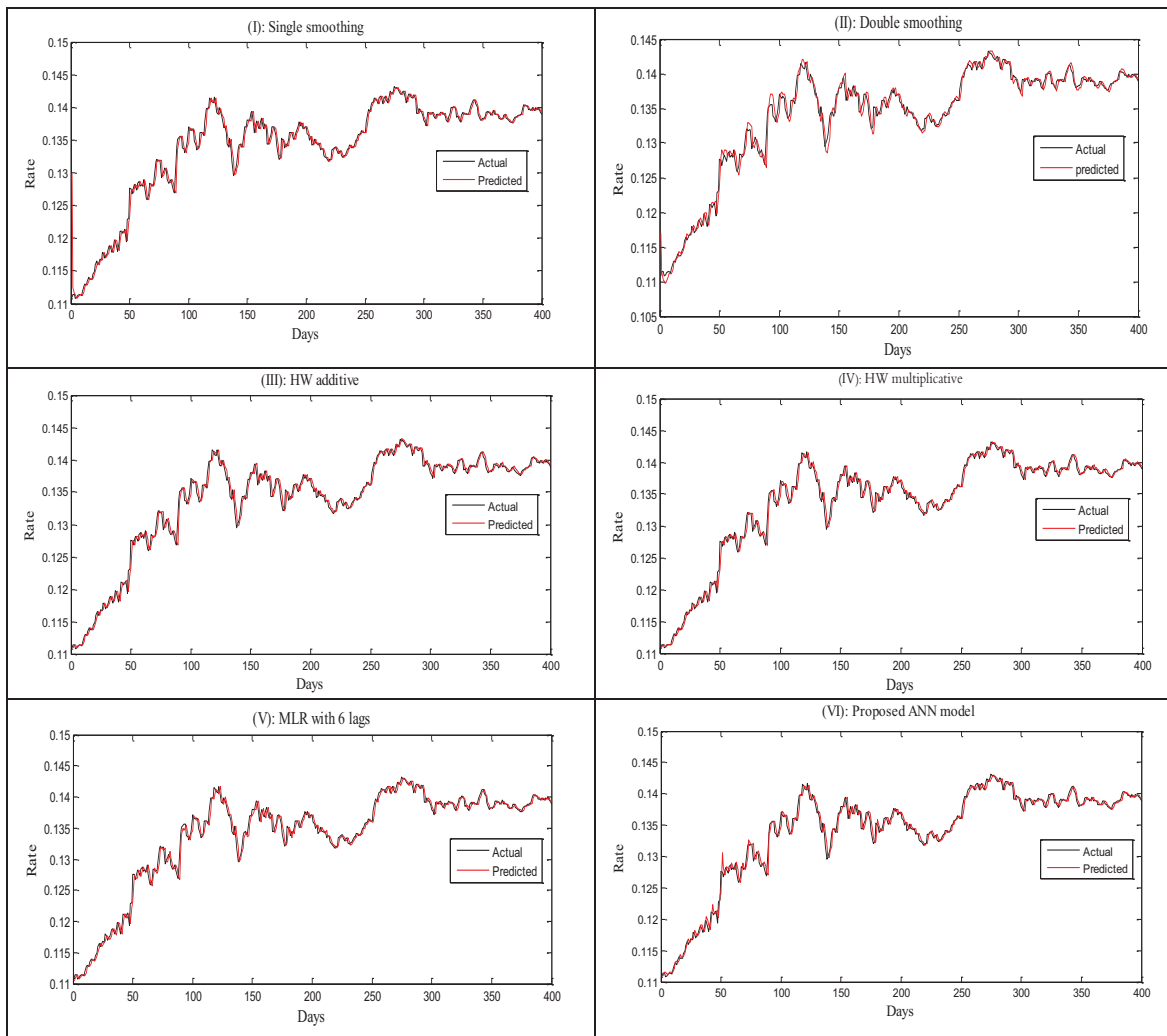 (I): Single smoothing
0.15
0.145
0.14
0.135
0.13
0.125
0.12
0.115
0.11
Rate
0 50 100 150 200 250 300 350 400
Days
Actual
Predicted
(II): Double smoothing
0.145
0.14
0.135
0.13
0.125
0.12
0.115
0.11
0.105
Rate
0 50 100 150 200 250 300 350 400
Days
Actual
predicted
(III): HW additive
0.15
0.145
0.14
0.135
0.13
0.125
0.12
0.115
0.11
Rate
0 50 100 150 200 250 300 350 400
Days
Actual
Predicted
(IV): HW multiplicative
0.15
0.145
0.14
0.135
0.13
0.125
0.12
0.115
0.11
Rate
0 50 100 150 200 250 300 350 400
Days
Actual
Predicted
(V): MLR with 6 lags
0.15
0.145
0.14
0.135
0.13
0.125
0.12
0.115
0.11
Rate
0 50 100 150 200 250 300 350 400
Days
Actual
Predicted
(VI): Proposed ANN model
0.15
0.145
0.14
0.135
0.13
0.125
0.12
0.115
0.11
Rate
0 50 100 150 200 250 300 350 400
Days
Actual
Predicted